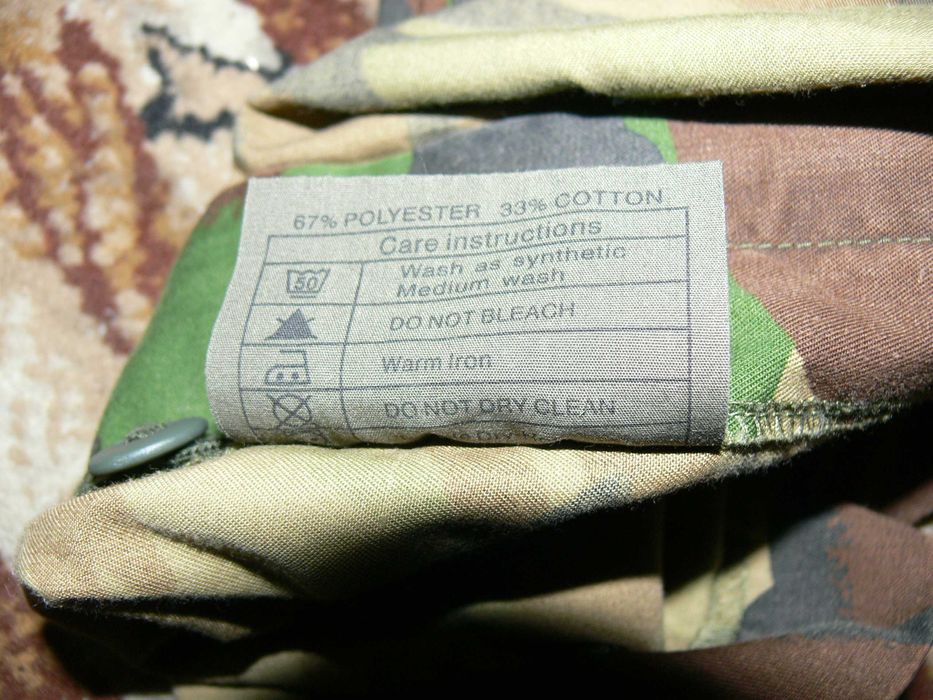 67% POLYESTER 33% COTTON
Care instructions
50
Wash as synthetic
Medium wash
DO NOT BLEACH
Warm Iron
DO NOT DRY CLEAN